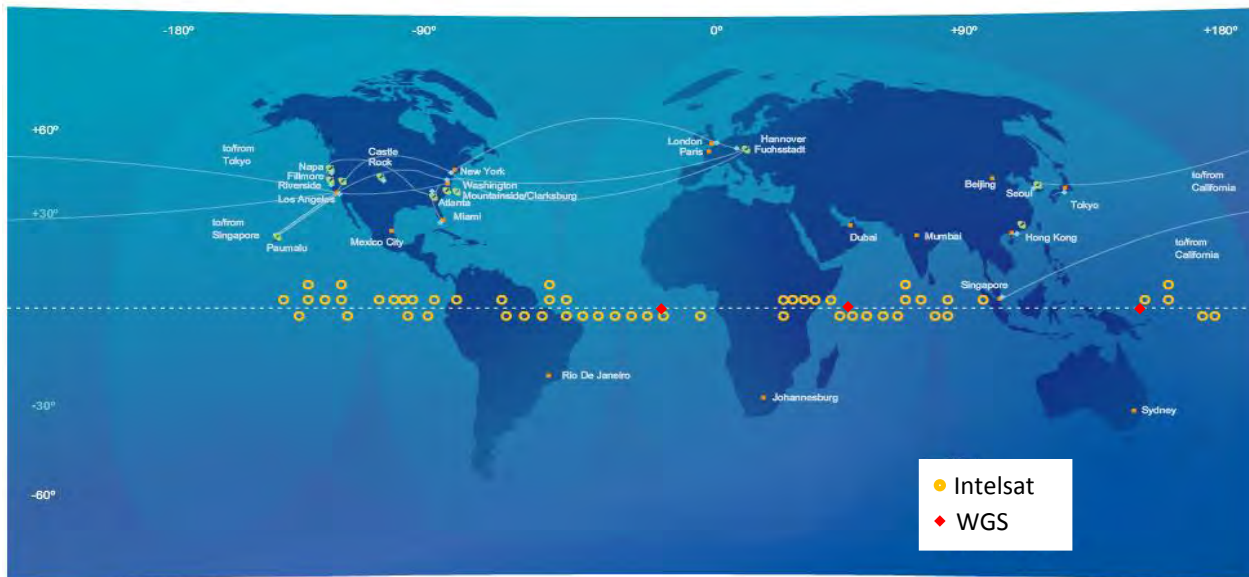 -180º
-90º
0º
+90º
+180º
+60º
to/from
Tokyo
Castle
Rock
Napa
Fillmore
Riverside
Los Angeles
New York
Washington
Mountainside/Clarksburg
Atlanta
Miami
London
Paris
Hannover
Fuchsstadt
Beijing
Seoul
Tokyo
to/from
California
+30º
to/from
Singapore
Paumalu
Mexico City
Dubai
Mumbai
Hong Kong
to/from
California
Singapore
-30º
Rio De Janeiro
Johannesburg
Sydney
-60º
Intelsat
WGS